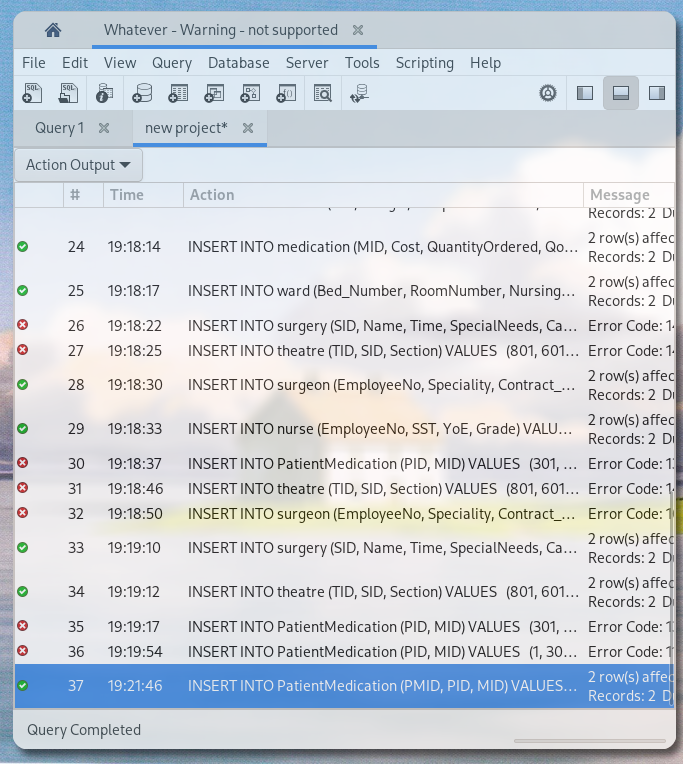 Whatever - Warning - not supported
File Edit View Query Database Server Tools Scripting Help
SQL SQL
Query 1 new project*
Action Output
# Time Action Message
Records: 2 Du
24 19:18:14 INSERT INTO medication (MID, Cost, QuantityOrdered, Qo... 2 row(s) affec
Records: 2 Du
25 19:18:17 INSERT INTO ward (Bed_Number, RoomNumber, Nursing... 2 row(s) affec
Records: 2 Du
26 19:18:22 INSERT INTO surgery (SID, Name, Time, SpecialNeeds, Ca... Error Code: 14
27 19:18:25 INSERT INTO theatre (TID, SID, Section) VALUES (801, 601... Error Code: 14
28 19:18:30 INSERT INTO surgeon (EmployeeNo, Speciality, Contract_... 2 row(s) affec
Records: 2 Du
29 19:18:33 INSERT INTO nurse (EmployeeNo, SST, YoE, Grade) VALU... 2 row(s) affec
Records: 2 Du
30 19:18:37 INSERT INTO PatientMedication (PID, MID) VALUES (301, ... Error Code:
31 19:18:46 INSERT INTO theatre (TID, SID, Section) VALUES (801, 601... Error Code:
32 19:18:50 INSERT INTO surgeon (EmployeeNo, Speciality, Contract_... Error Code:
33 19:19:10 INSERT INTO surgery (SID, Name, Time, SpecialNeeds, Ca... 2 row(s) affec
Records: 2 Du
34 19:19:12 INSERT INTO theatre (TID, SID, Section) VALUES (801, 601... 2 row(s) affec
Records: 2 Du
35 19:19:17 INSERT INTO PatientMedication (PID, MID) VALUES (301, ... Error Code:
36 19:19:54 INSERT INTO PatientMedication (PID, MID) VALUES (1, 30... Error Code:
37 19:21:46 INSERT INTO PatientMedication (PMID, PID, MID) VALUES... 2 row(s) affec
Records: 2 Du
Query Completed